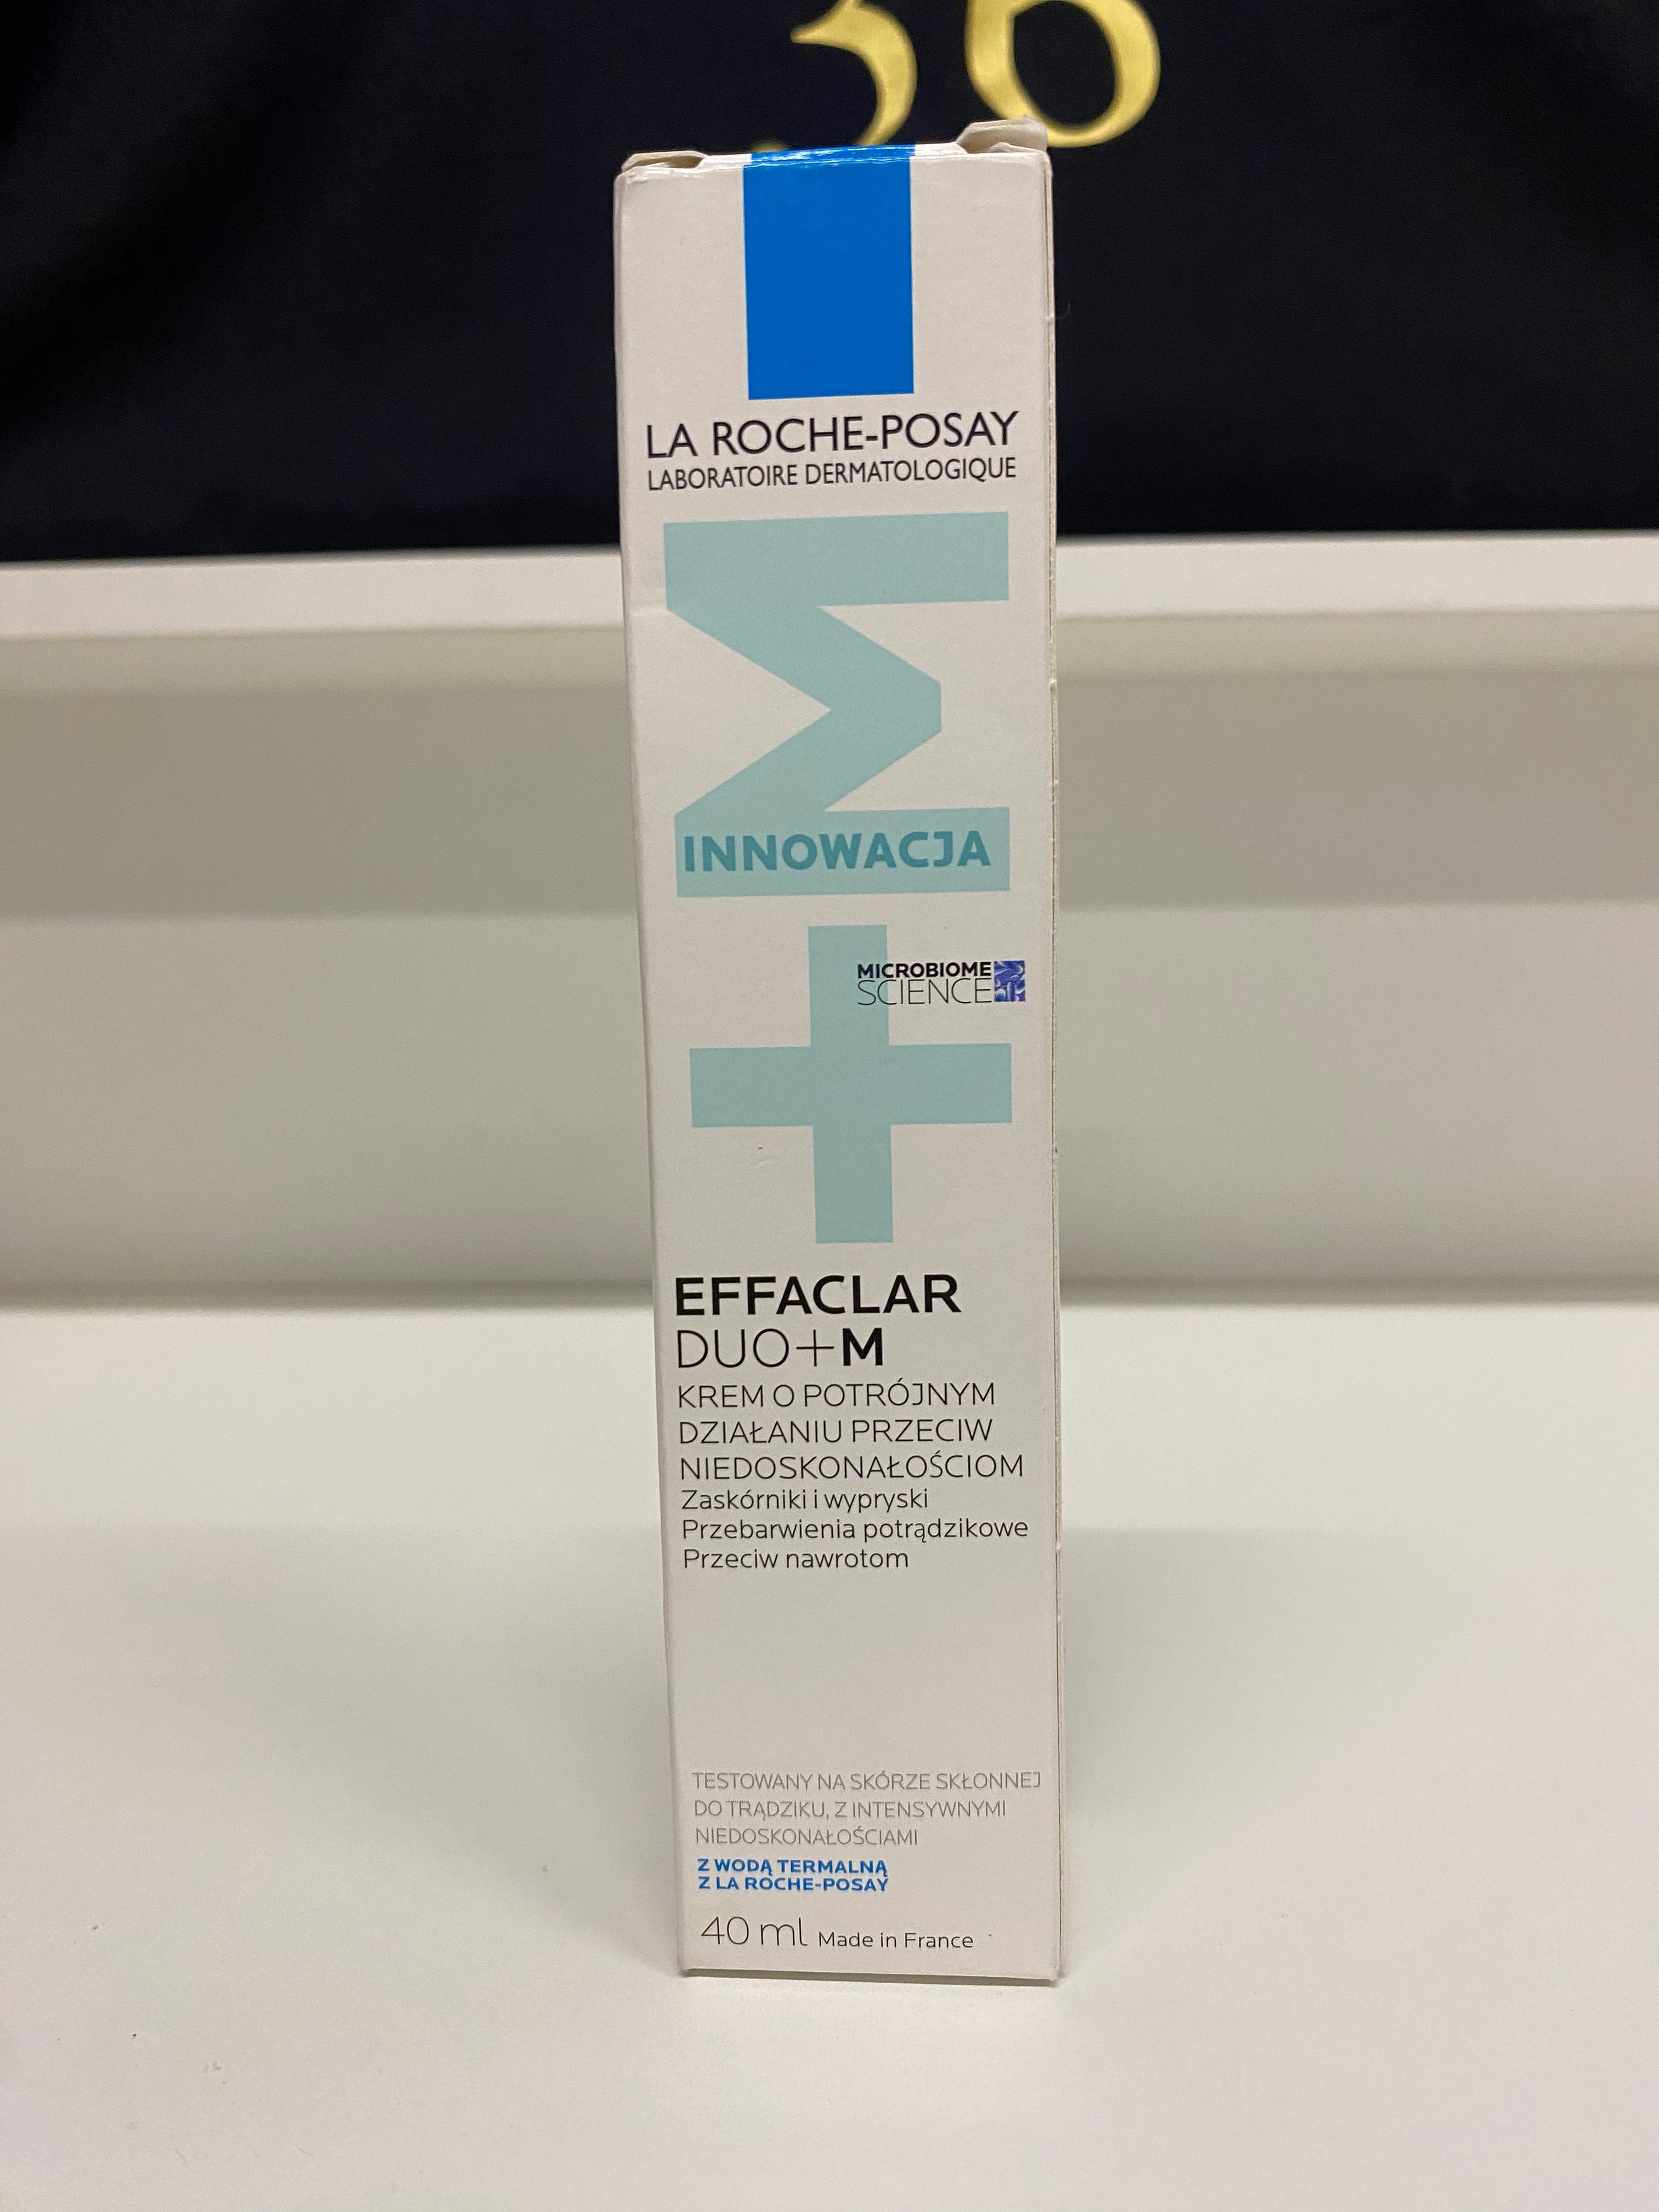 36
LA ROCHE-POSAY
LABORATOIRE DERMATOLOGIQUE
+M
INNOWACJA
MICROBIOME
SCIENCE
EFFACLAR
DUO+M
KREM O POTRÓJNYM
DZIAŁANIU PRZECIW
NIEDOSKONAŁOŚCIOM
Zaskórniki i wypryski
Przebarwienia potrądzikowe
Przeciw nawrotom
TESTOWANY NA SKÓRZE SKŁONNEJ
DO TRĄDZIKU, Z INTENSYWNYMI
NIEDOSKONAŁOŚCIAMI
Z WODĄ TERMALNĄ
Z LA ROCHE-POSAY
40 ml Made in France